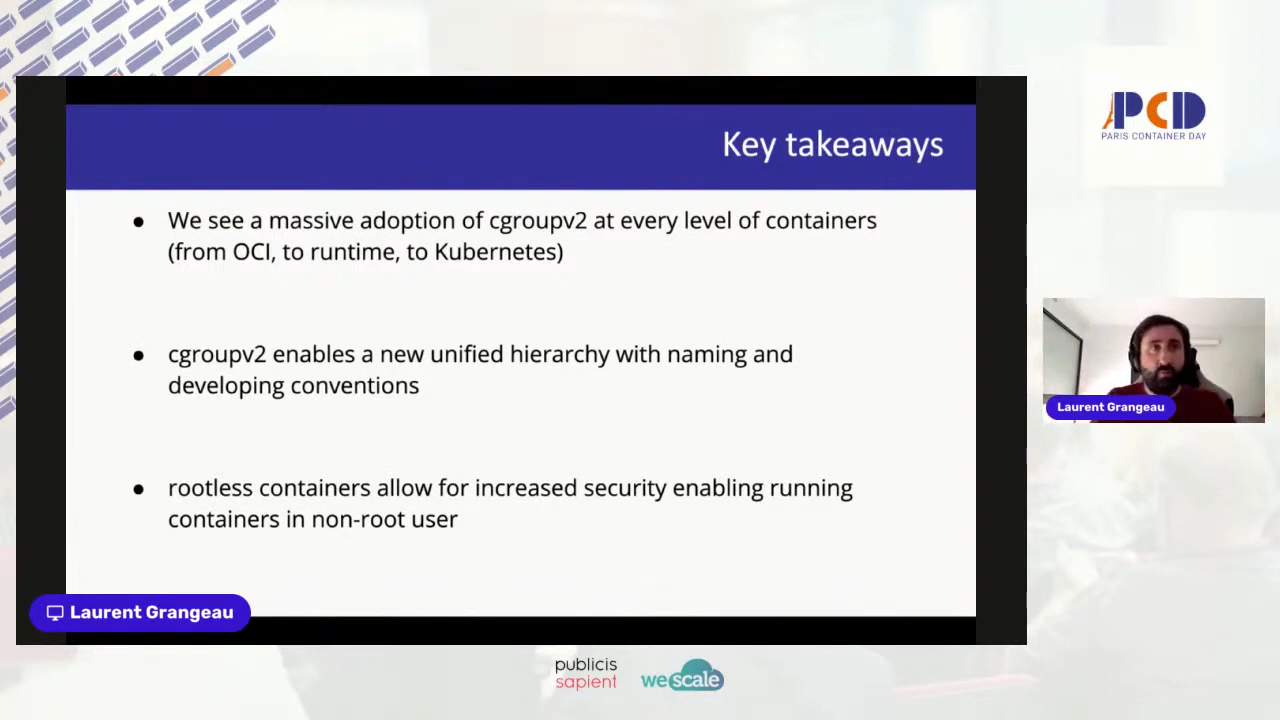 Key takeaways
● We see a massive adoption of cgroupv2 at every level of containers
(from OCI, to runtime, to Kubernetes)
● cgroupv2 enables a new unified hierarchy with naming and
developing conventions
● rootless containers allow for increased security enabling running
containers in non-root user
Laurent Grangeau
PCD
PARIS CONTAINER DAY
Laurent Grangeau
publicis
sapient
wescale